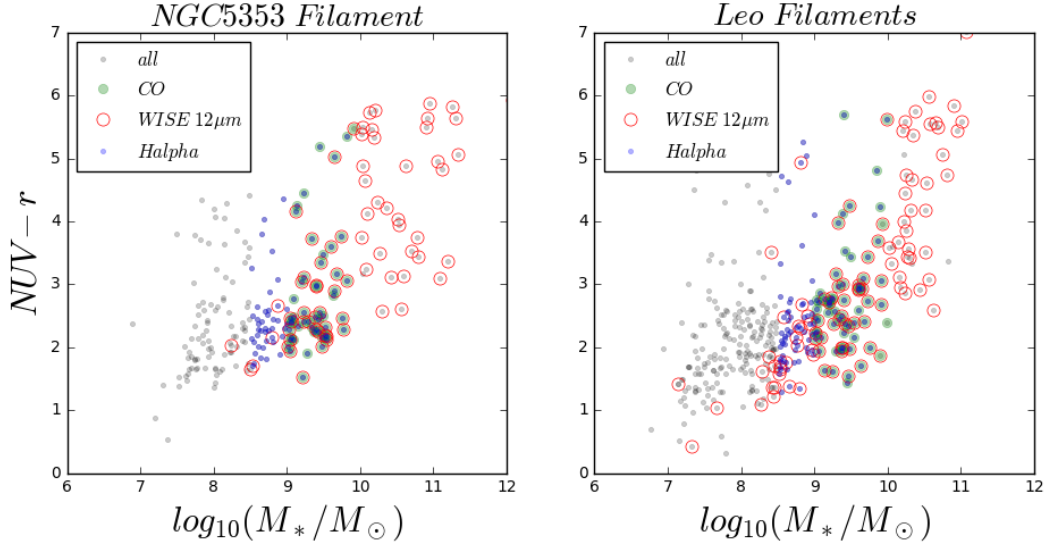 NGC5353 Filament
NUV − r
7
6
5
4
3
2
1
0
all
CO
WISE 12μm
Halpha
6 7 8 9 10 11 12
log10(M*/M⊙)
Leo Filaments
7
6
5
4
3
2
1
0
all
CO
WISE 12μm
Halpha
6 7 8 9 10 11 12
log10(M*/M⊙)